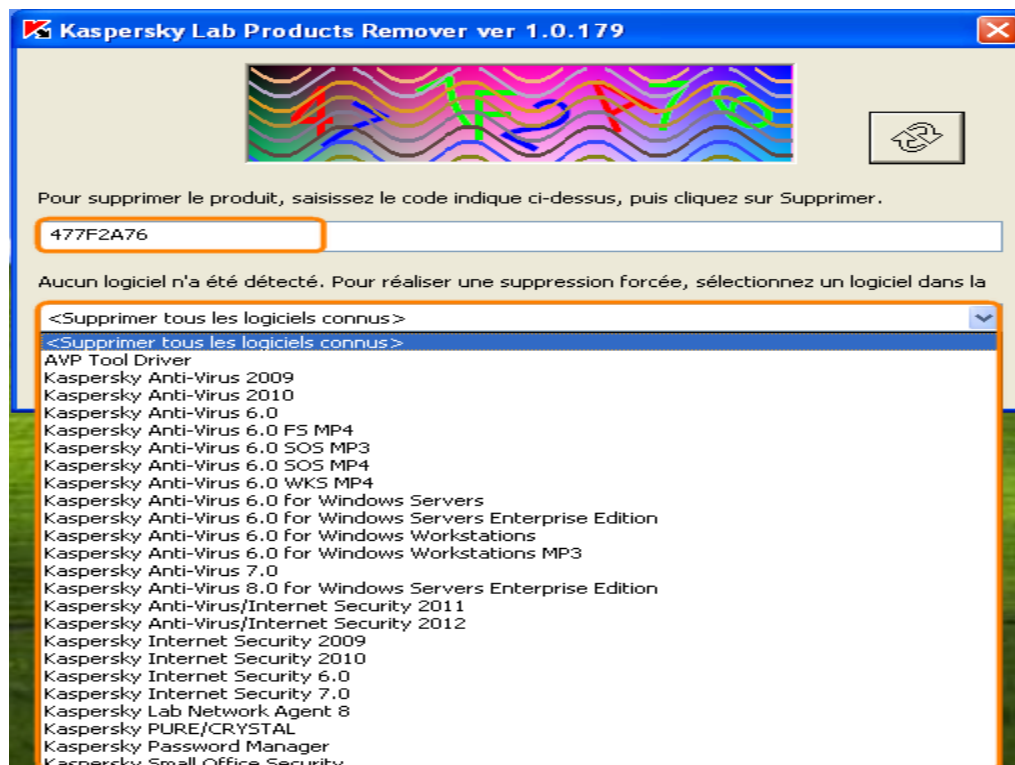 Kaspersky Lab Products Remover ver 1.0.179
477F2A76
Pour supprimer le produit, saisissez le code indique ci-dessus, puis cliquez sur Supprimer.
477F2A76
Aucun logiciel n'a été détecté. Pour réaliser une suppression forcée, sélectionnez un logiciel dans la
<Supprimer tous les logiciels connus>
<Supprimer tous les logiciels connus>
AVP Tool Driver
Kaspersky Anti-Virus 2009
Kaspersky Anti-Virus 2010
Kaspersky Anti-Virus 6.0
Kaspersky Anti-Virus 6.0 FS MP4
Kaspersky Anti-Virus 6.0 SOS MP3
Kaspersky Anti-Virus 6.0 SOS MP4
Kaspersky Anti-Virus 6.0 WKS MP4
Kaspersky Anti-Virus 6.0 for Windows Servers
Kaspersky Anti-Virus 6.0 for Windows Servers Enterprise Edition
Kaspersky Anti-Virus 6.0 for Windows Workstations
Kaspersky Anti-Virus 6.0 for Windows Workstations MP3
Kaspersky Anti-Virus 7.0
Kaspersky Anti-Virus 8.0 for Windows Servers Enterprise Edition
Kaspersky Anti-Virus/Internet Security 2011
Kaspersky Anti-Virus/Internet Security 2012
Kaspersky Internet Security 2009
Kaspersky Internet Security 2010
Kaspersky Internet Security 6.0
Kaspersky Internet Security 7.0
Kaspersky Lab Network Agent 8
Kaspersky PURE/CRYSTAL
Kaspersky Password Manager
Kaspersky Small Office Security